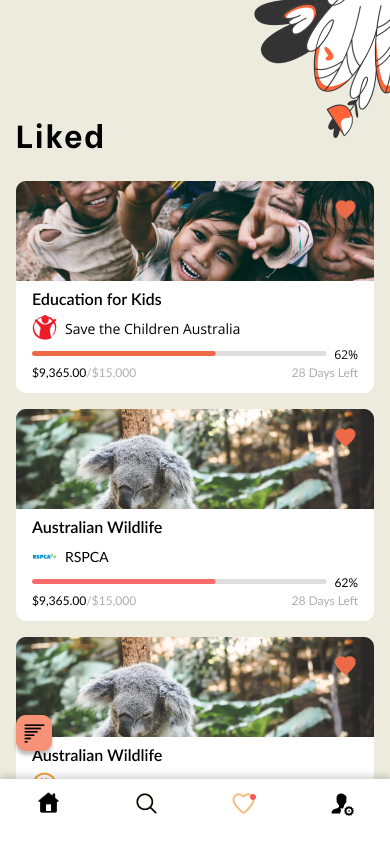 Liked
Education for Kids
Save the Children Australia
62%
$9,365.00/$15,000
28 Days Left
Australian Wildlife
RSPCA RSPCA
62%
$9,365.00/$15,000
28 Days Left
Australian Wildlife